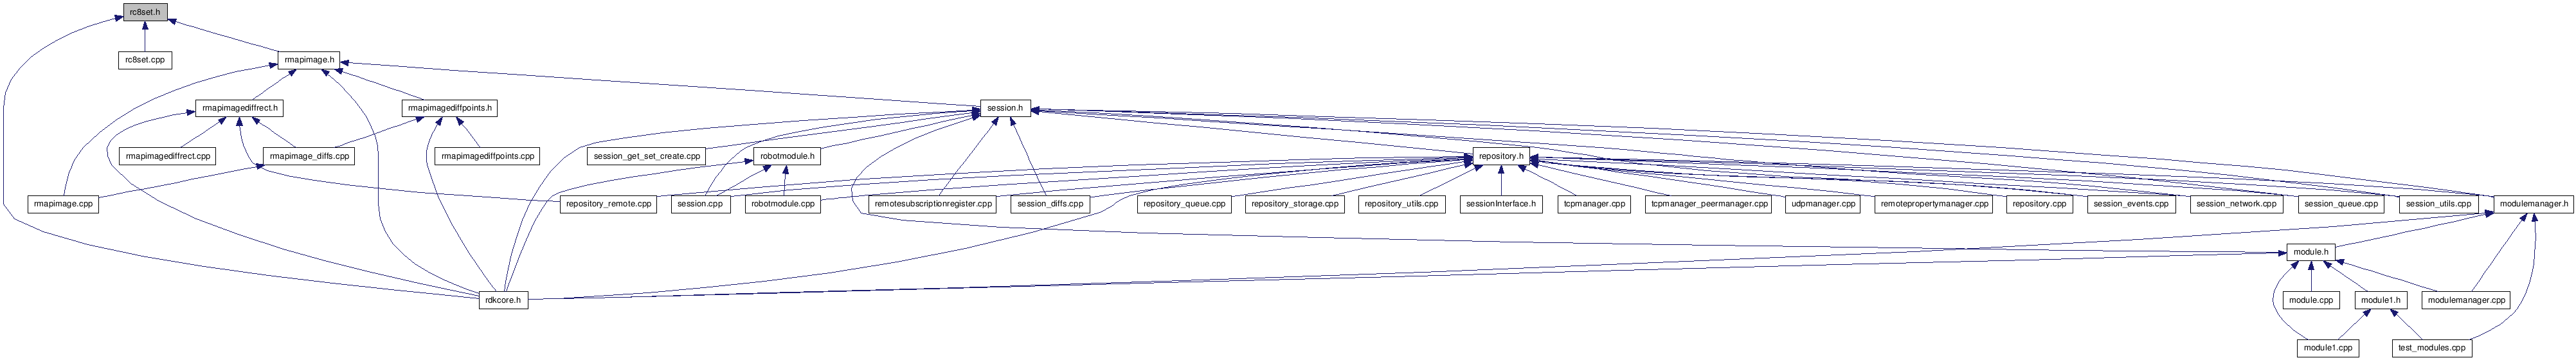 rc8set.h
rc8set.cpp
rmapimage.h
rmapimagediffrect.h
rmapimagediffpoints.h
session.h
rmapimagediffrect.cpp
rmapimage_diffs.cpp
rmapimagediffpoints.cpp
session_get_set_create.cpp
robotmodule.h
repository.h
rmapimage.cpp
repository_remote.cpp
session.cpp
robotmodule.cpp
remotesubscriptionregister.cpp
session_diffs.cpp
repository_queue.cpp
repository_storage.cpp
repository_utils.cpp
sessionInterface.h
tcpmanager.cpp
tcpmanager_peermanager.cpp
udpmanager.cpp
remotepropertymanager.cpp
repository.cpp
session_events.cpp
session_network.cpp
session_queue.cpp
session_utils.cpp
modulemanager.h
module.h
rdkcore.h
module.cpp
module1.h
modulemanager.cpp
module1.cpp
test_modules.cpp